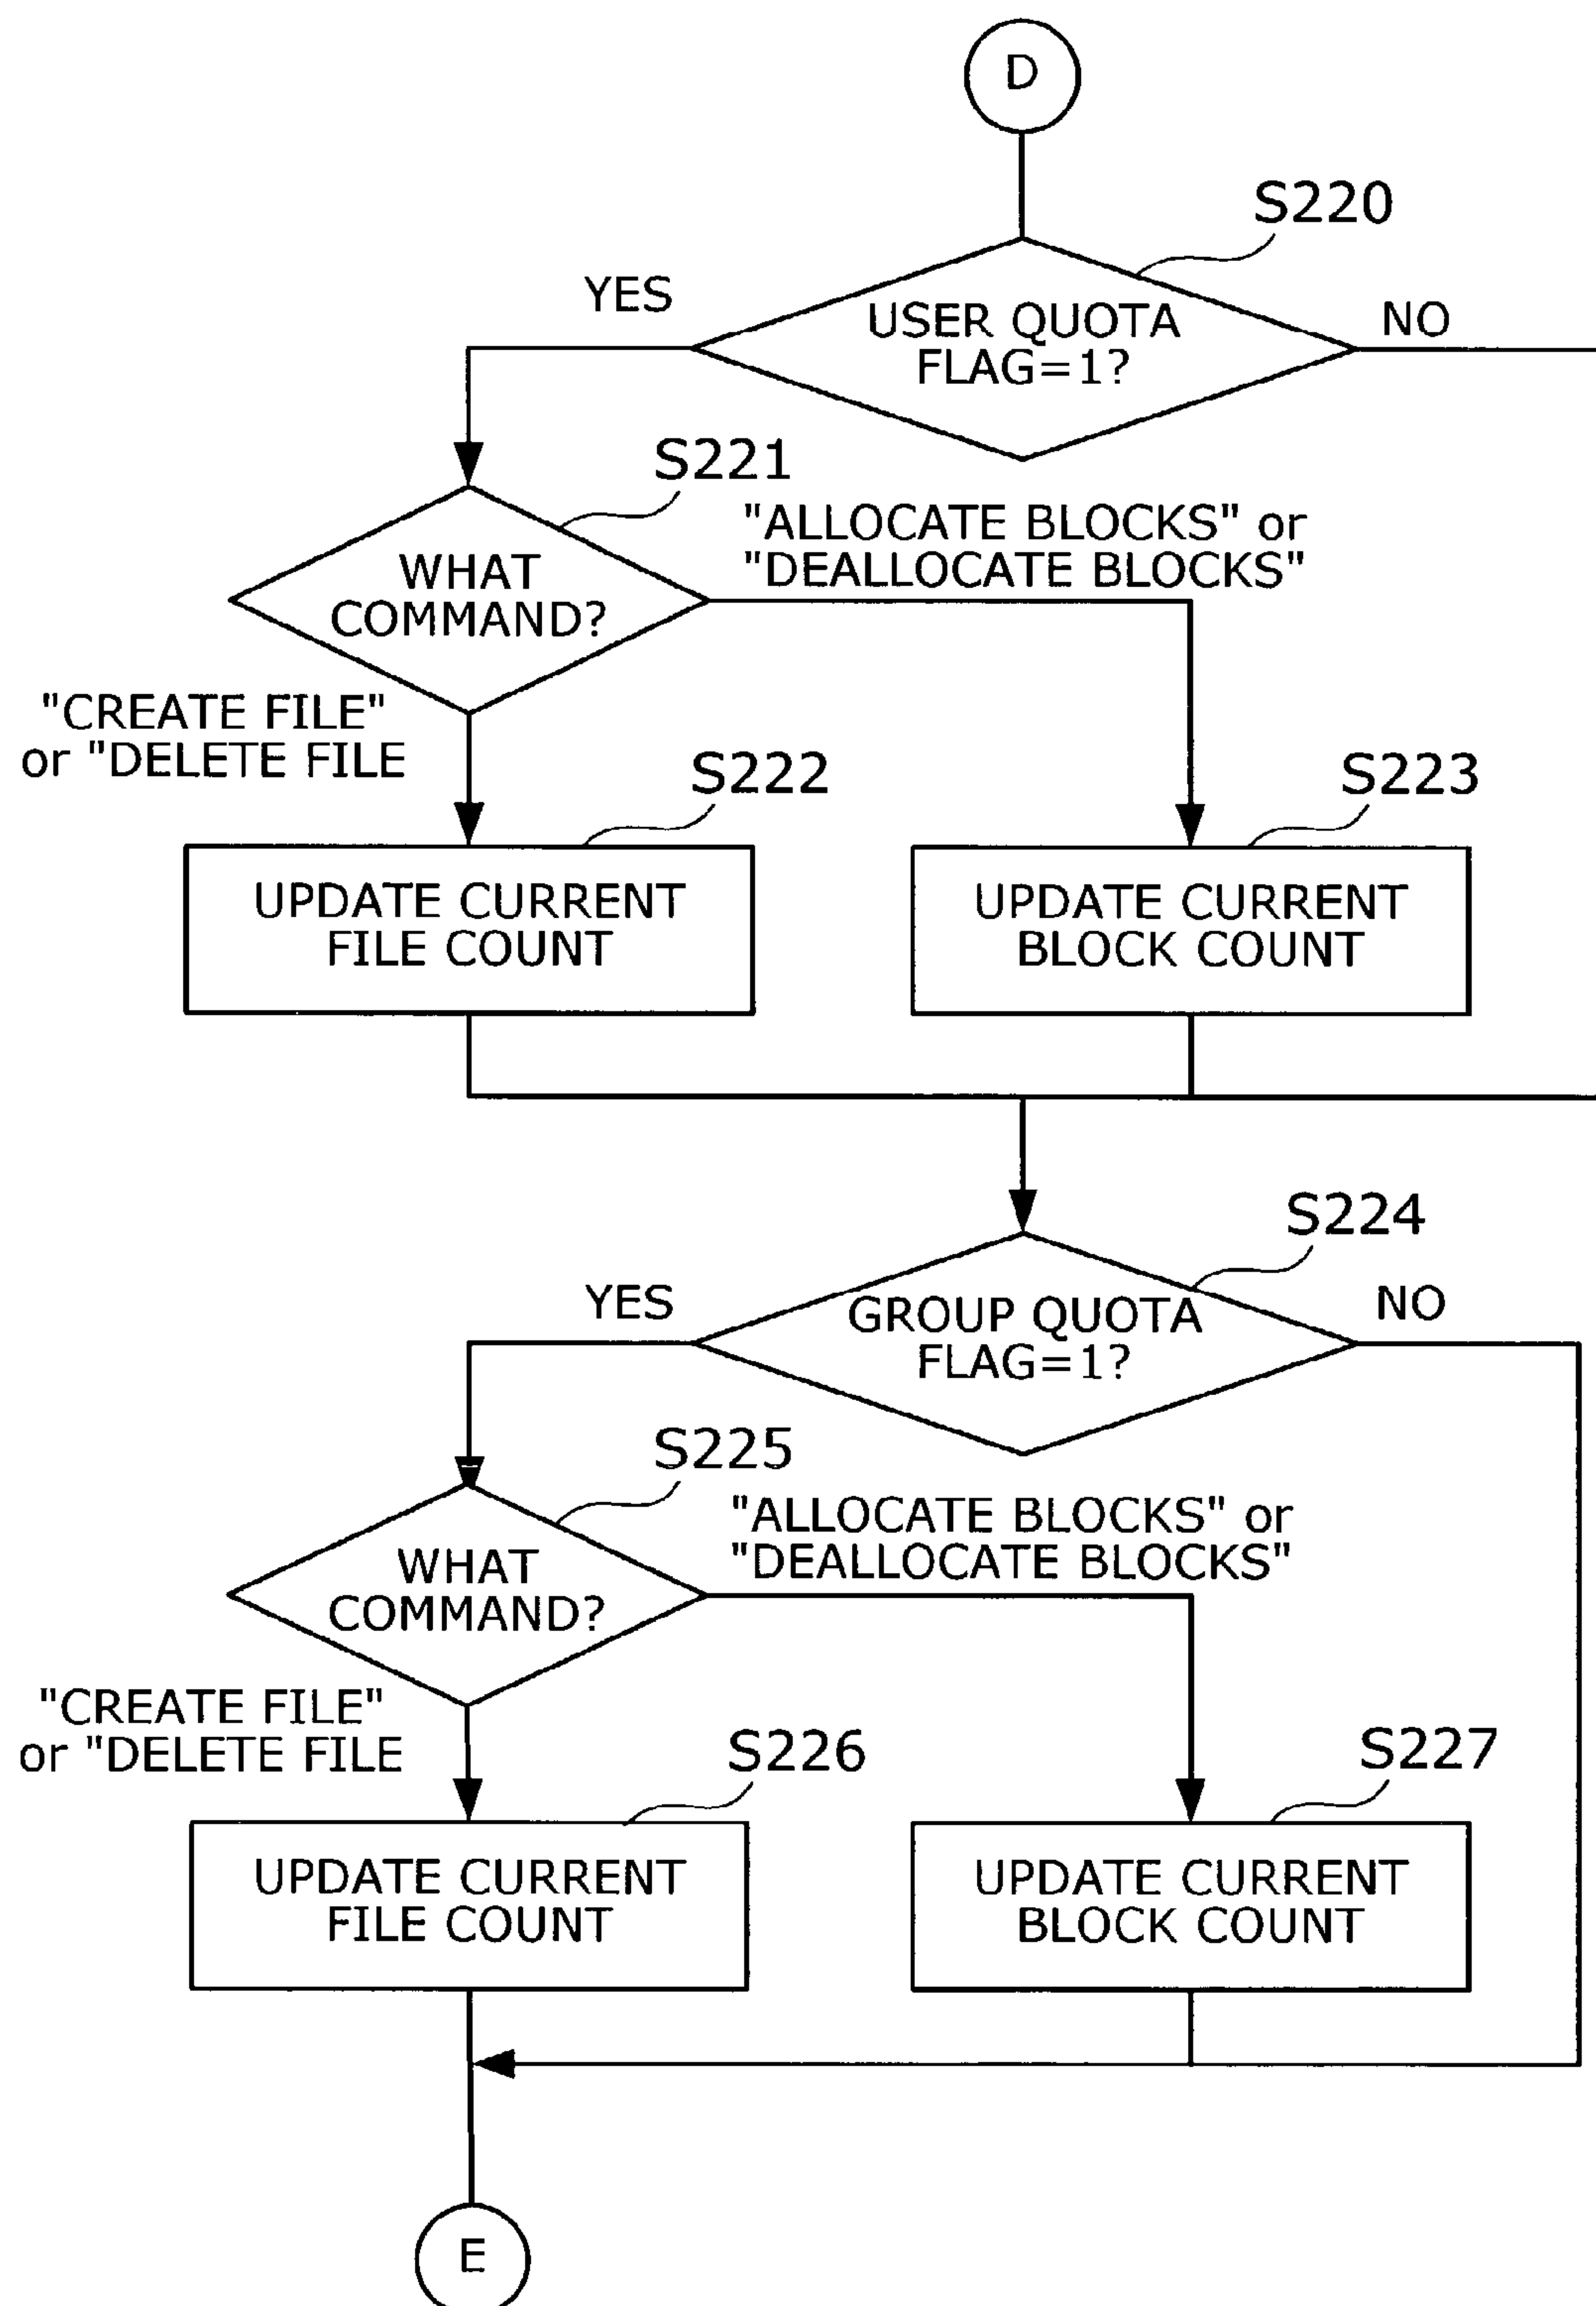 D
S220
YES
USER QUOTA
FLAG=1?
NO
S221
"ALLOCATE BLOCKS" or
"DEALLOCATE BLOCKS"
WHAT
COMMAND?
"CREATE FILE"
or "DELETE FILE
S222
S223
UPDATE CURRENT
FILE COUNT
UPDATE CURRENT
BLOCK COUNT
S224
YES
GROUP QUOTA
FLAG=1?
NO
S225
"ALLOCATE BLOCKS" or
"DEALLOCATE BLOCKS"
WHAT
COMMAND?
"CREATE FILE"
or "DELETE FILE
S226
S227
UPDATE CURRENT
FILE COUNT
UPDATE CURRENT
BLOCK COUNT
E